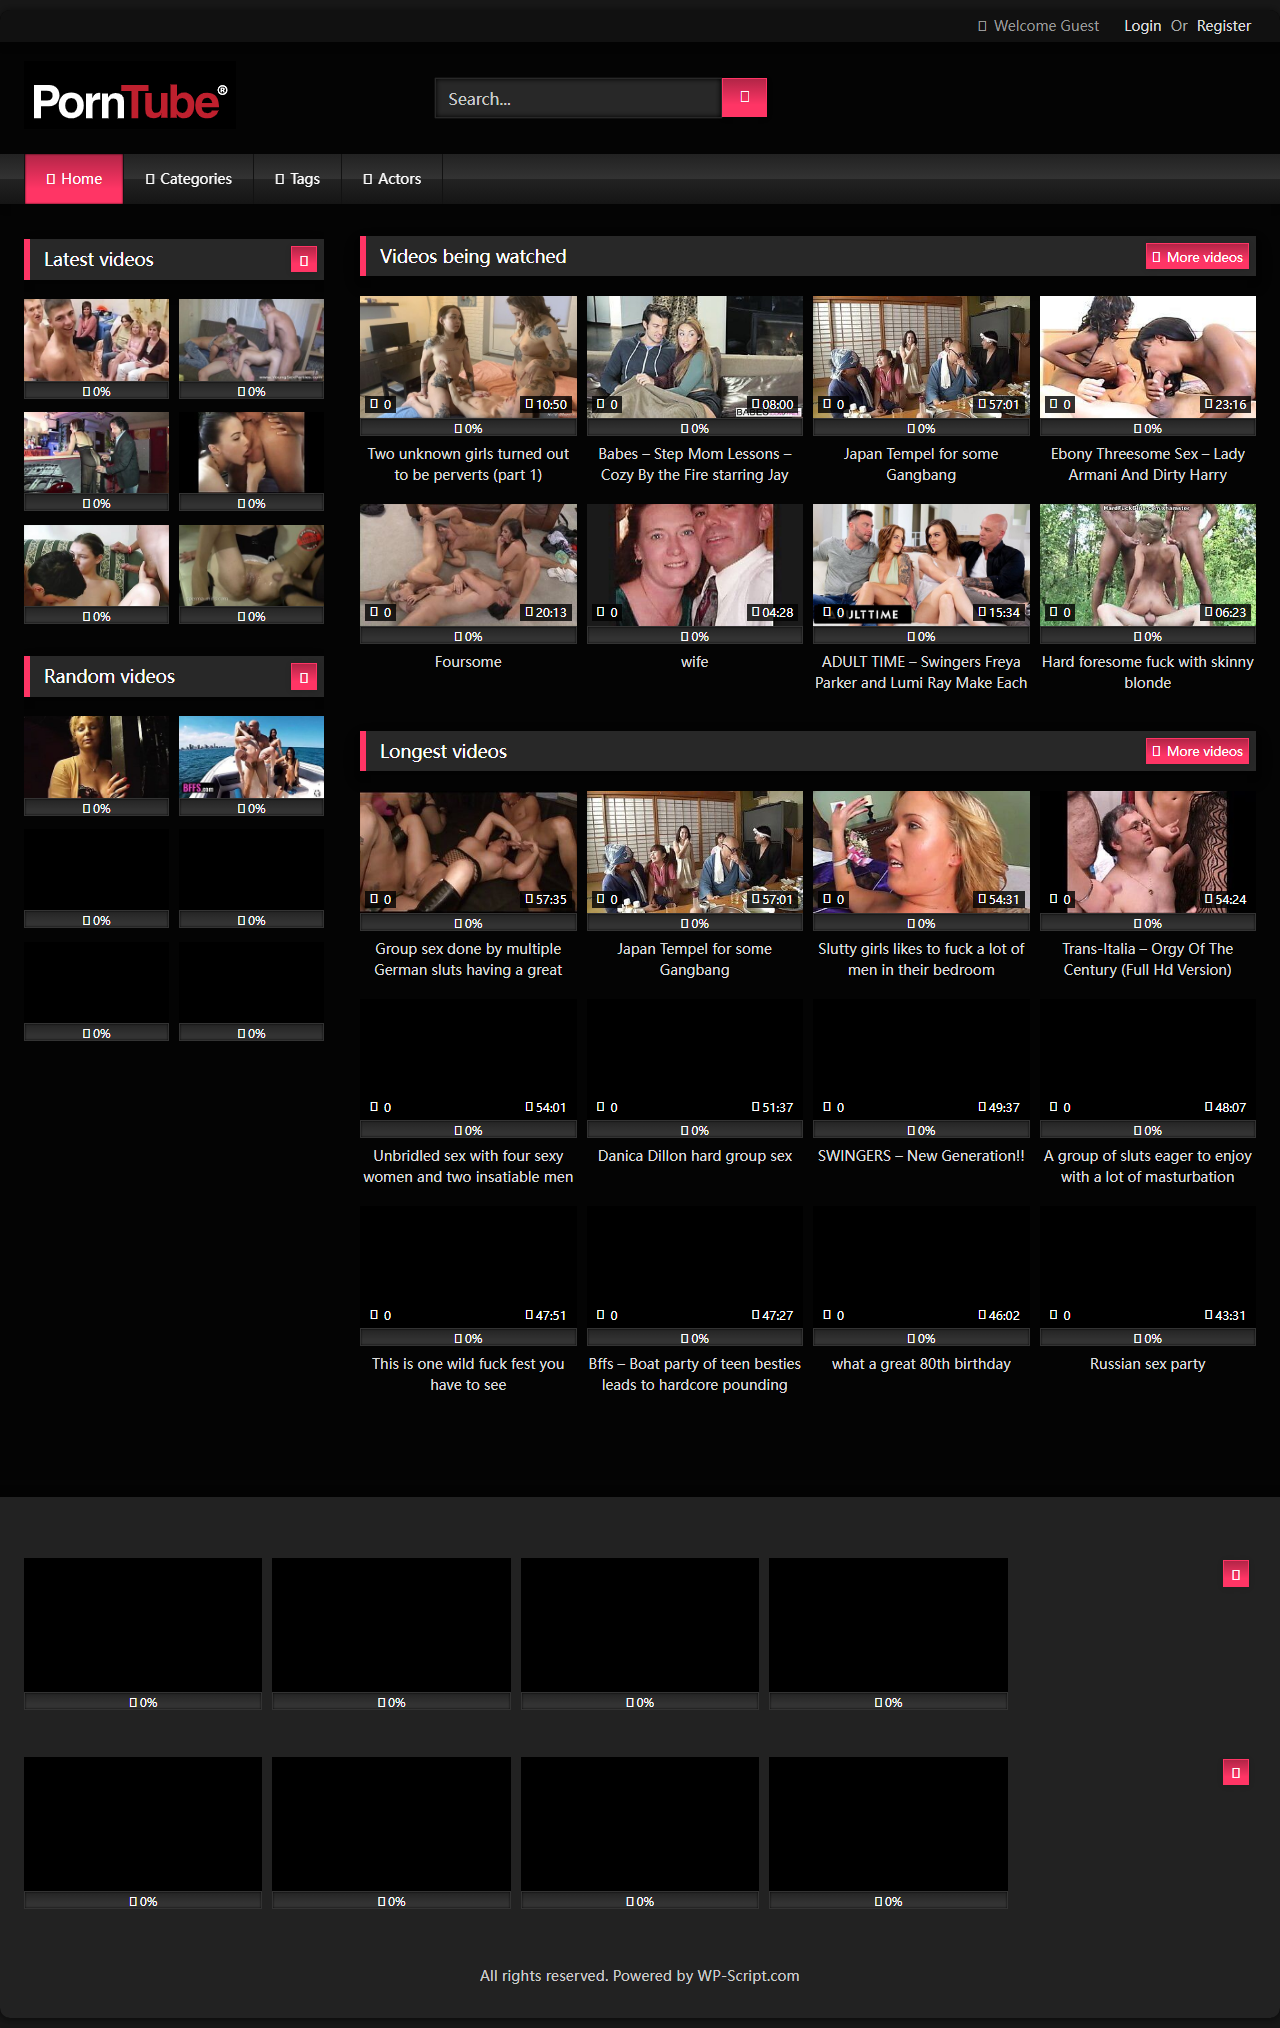 Welcome Guest Login Or Register
PornTube®
Search...
Home Categories Tags Actors
Latest videos
0% 0%
0% 0%
0% 0%
Random videos
0% 0%
BFFS.com
0% 0%
0% 0%
Videos being watched More videos
0 10:50 0 08:00 0 57:01 0 23:16
0% 0% 0% 0%
Two unknown girls turned out
to be perverts (part 1)
Babes – Step Mom Lessons –
Cozy By the Fire starring Jay
Japan Tempel for some
Gangbang
Ebony Threesome Sex – Lady
Armani And Dirty Harry
0 20:13 0 04:28 0 15:34 0 06:23
0% 0% 0% 0%
Foursome
wife
ADULT TIME – Swingers Freya
Parker and Lumi Ray Make Each
Hard foresome fuck with skinny
blonde
Longest videos More videos
0 57:35 0 57:01 0 54:31 0 54:24
0% 0% 0% 0%
Group sex done by multiple
German sluts having a great
Japan Tempel for some
Gangbang
Slutty girls likes to fuck a lot of
men in their bedroom
Trans-Italia – Orgy Of The
Century (Full Hd Version)
0 54:01 0 51:37 0 49:37 0 48:07
0% 0% 0% 0%
Unbridled sex with four sexy
women and two insatiable men
Danica Dillon hard group sex
SWINGERS – New Generation!!
A group of sluts eager to enjoy
with a lot of masturbation
0 47:51 0 47:27 0 46:02 0 43:31
0% 0% 0% 0%
This is one wild fuck fest you
have to see
Bffs – Boat party of teen besties
leads to hardcore pounding
what a great 80th birthday
Russian sex party
0% 0% 0% 0%
0% 0% 0% 0%
All rights reserved. Powered by WP-Script.com